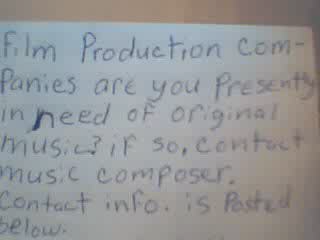 Film Production Com-
panies are you Presently
in need of original
music? if so, contact
music composer.
Contact info. is Posted
below.